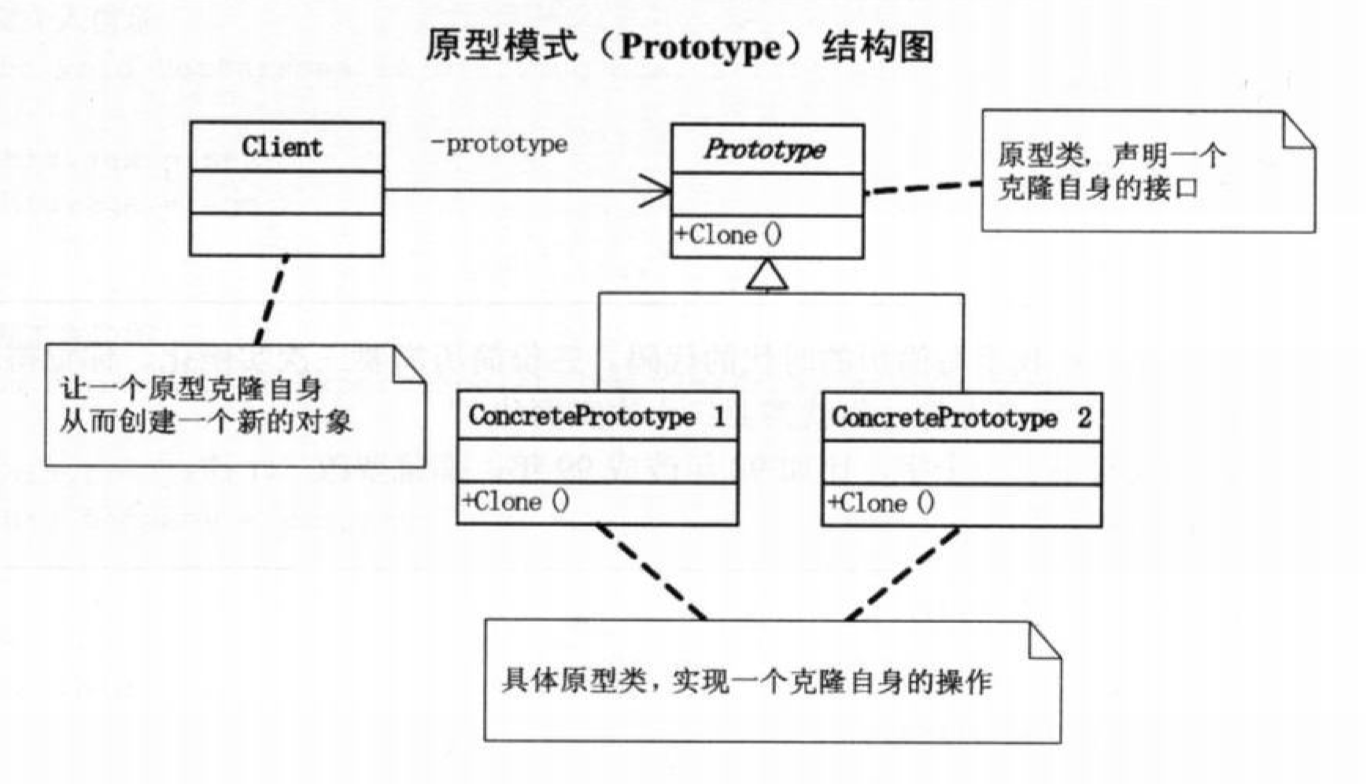 原型模式（Prototype）结构图
Client
-prototype
Prototype
+Clone()
原型类，声明一个
克隆自身的接口
让一个原型克隆自身
从而创建一个新的对象
ConcretePrototype 1
+Clone()
ConcretePrototype 2
+Clone()
具体原型类，实现一个克隆自身的操作